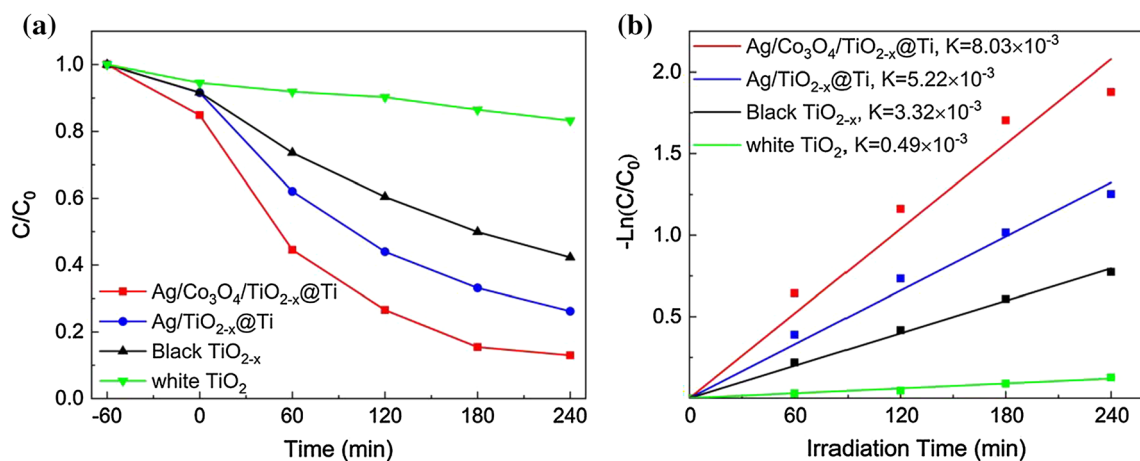 (a)
1.0
0.8
0.6
0.4
0.2
0.0
C/C₀
-60 0 60 120 180 240
Time (min)
Ag/Co₃O₄/TiO₂₋ₓ@Ti
Ag/TiO₂₋ₓ@Ti
Black TiO₂₋ₓ
white TiO₂
(b)
2.0
1.5
1.0
0.5
-Ln(C/C₀)
0 60 120 180 240
Irradiation Time (min)
Ag/Co₃O₄/TiO₂₋ₓ@Ti, K=8.03×10⁻³
Ag/TiO₂₋ₓ@Ti, K=5.22×10⁻³
Black TiO₂₋ₓ, K=3.32×10⁻³
white TiO₂, K=0.49×10⁻³